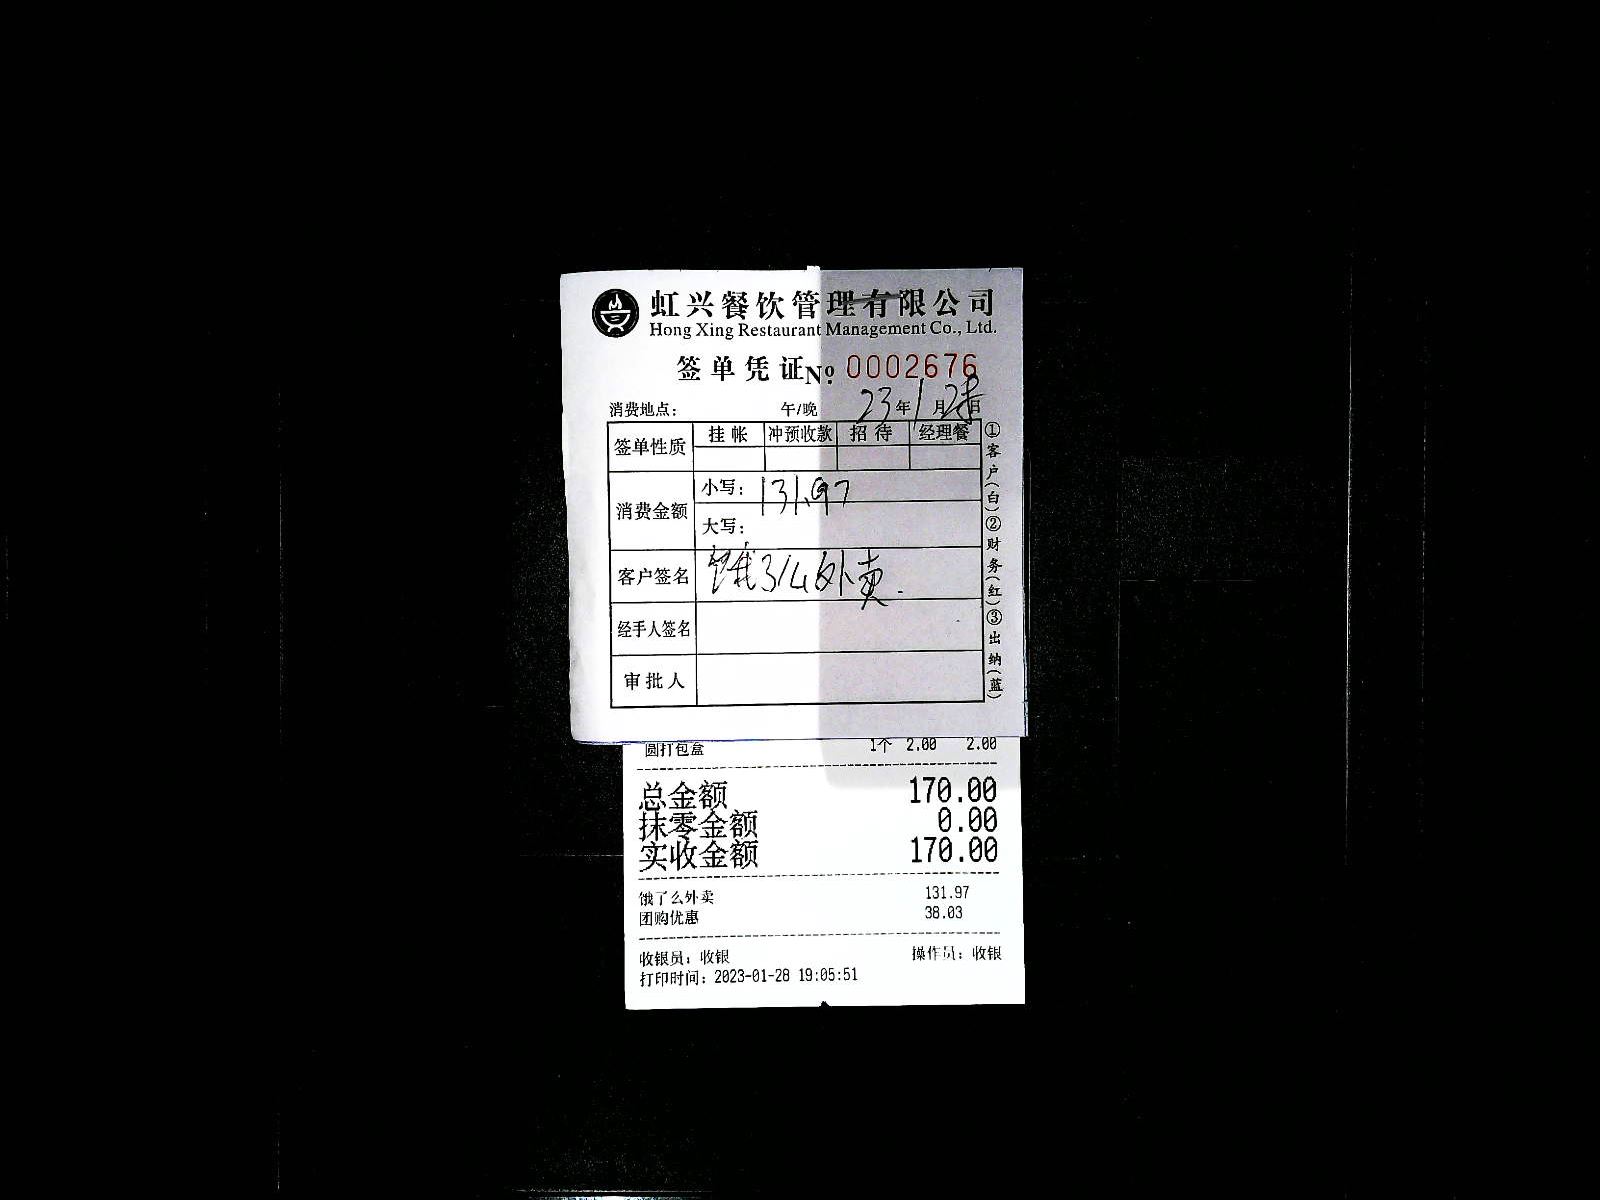 虹兴餐饮管理有限公司
Hong Xing Restaurant Management Co., Ltd.
签单凭证 No 0002676
消费地点： 午/晚 23年1月28日
签单性质 挂帐 冲预收款 招待 经理餐
消费金额 小写：131.97
大写：
客户签名 饿了么外卖
经手人签名
审批人
①客户(白)②财务(红)③出纳(蓝)
圆打包盒 1个 2.00 2.00
总金额 170.00
抹零金额 0.00
实收金额 170.00
饿了么外卖 131.97
团购优惠 38.03
收银员：收银 操作员：收银
打印时间：2023-01-28 19:05:51